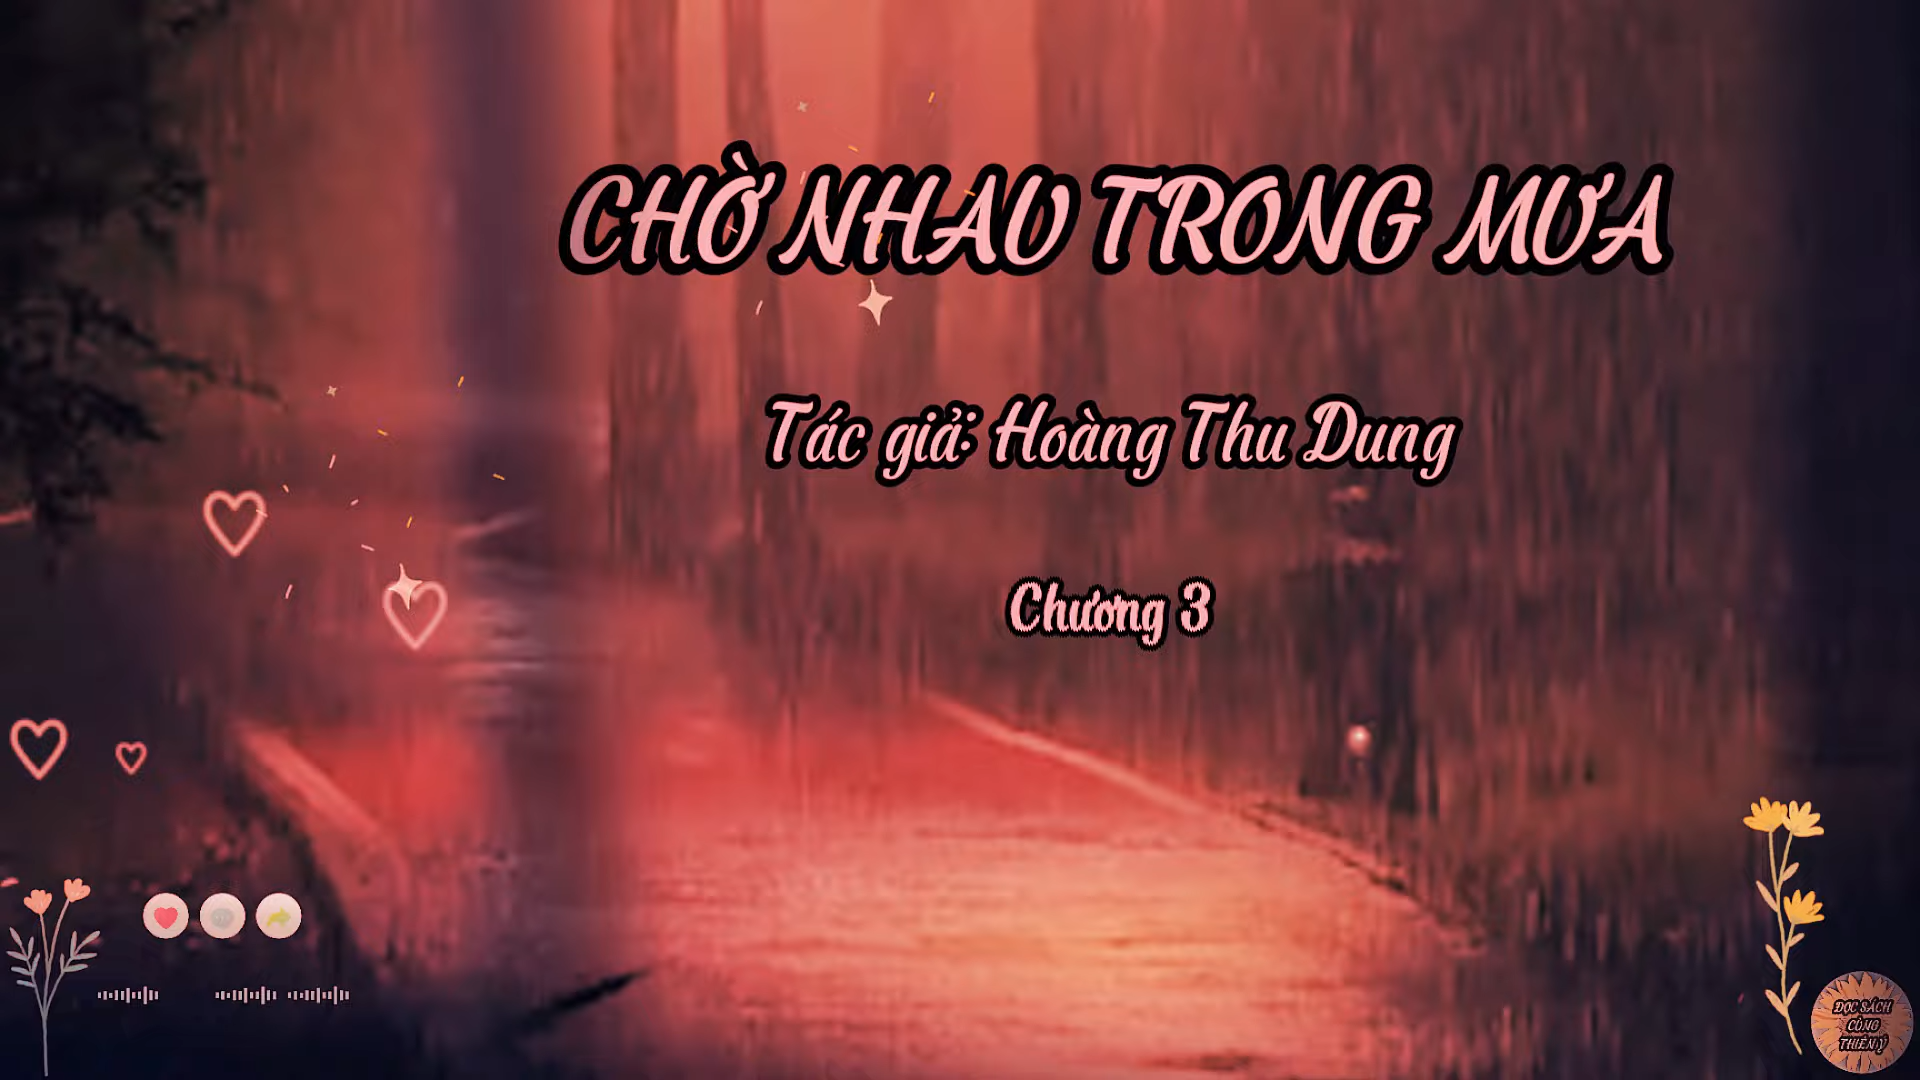 CHỜ NHAU TRONG MƯA
Tác giả: Hoàng Thu Dung
Chương 3
ĐỌC SÁCH
CÙNG
THIÊN Ý